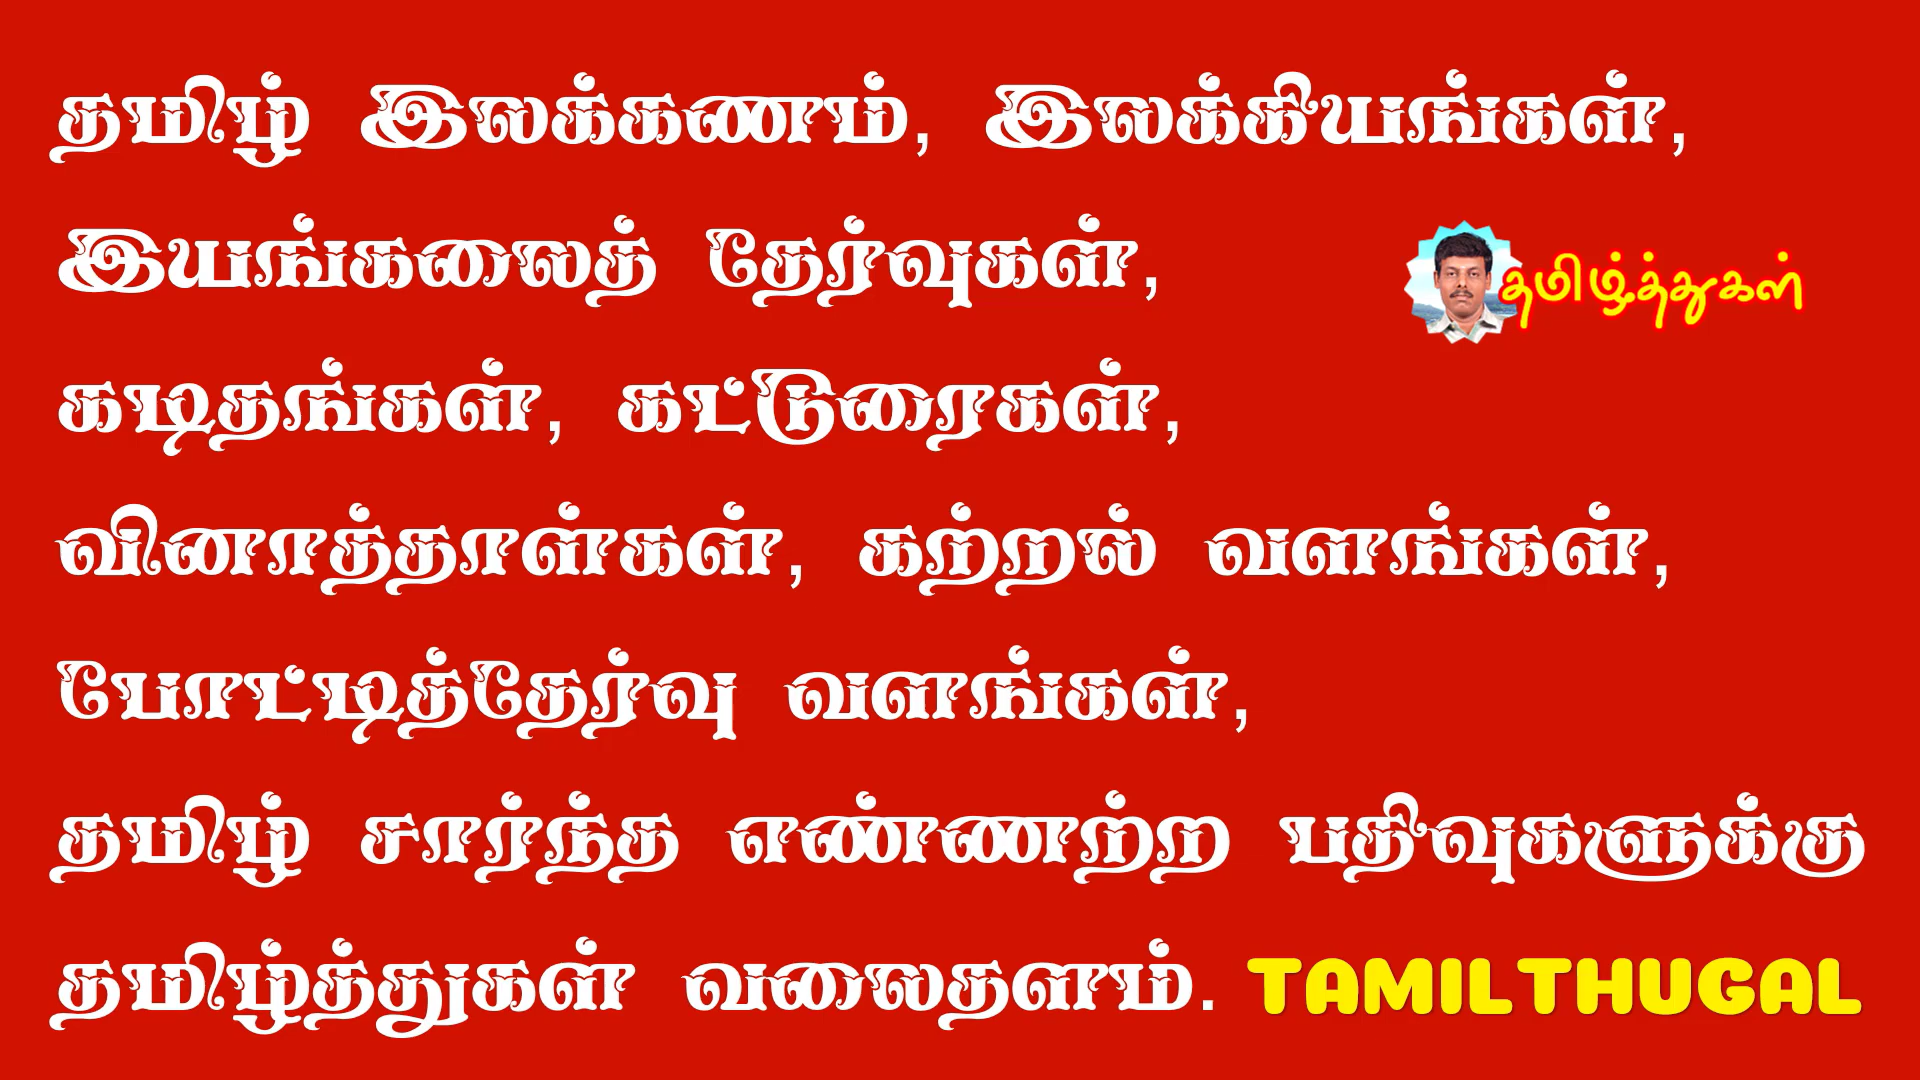 தமிழ் இலக்கணம், இலக்கியங்கள்,
இயங்கலைத் தேர்வுகள்,
தமிழ்த்துகள்
கடிதங்கள், கட்டுரைகள்,
வினாத்தாள்கள், கற்றல் வளங்கள்,
போட்டித்தேர்வு வளங்கள்,
தமிழ் சார்ந்த எண்ணற்ற பதிவுகளுக்கு
தமிழ்த்துகள் வலைதளம். TAMILTHUGAL